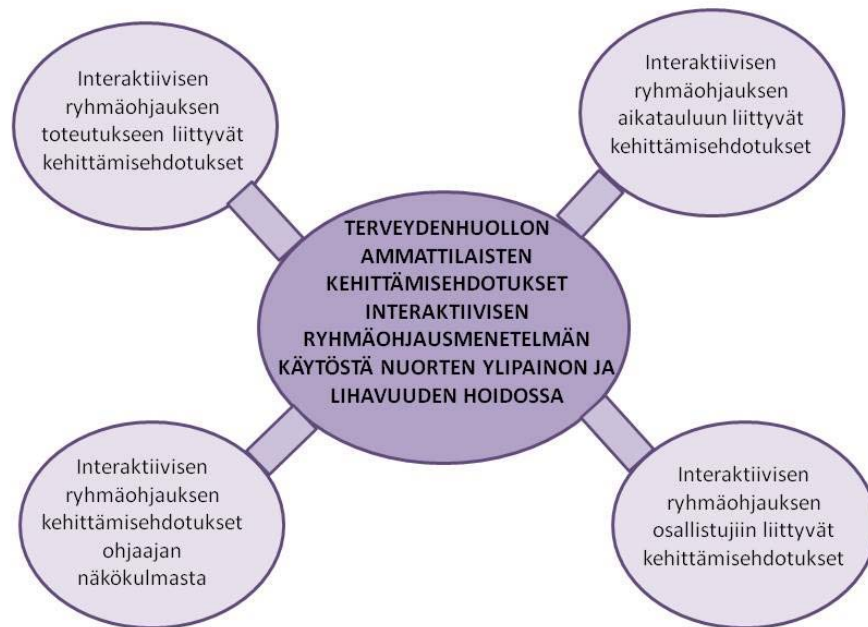 Interaktiivisen
ryhmäohjauksen
toteutukseen liittyvät
kehittämisehdotukset
Interaktiivisen
ryhmäohjauksen
aikatauluun liittyvät
kehittämisehdotukset
TERVEYDENHUOLLON
AMMATTILAISTEN
KEHITTÄMISEHDOTUKSET
INTERAKTIIVISEN
RYHMÄOHJAUSMENETELMÄN
KÄYTÖSTÄ NUORTEN YLIPAINON JA
LIHAVUUDEN HOIDOSSA
Interaktiivisen
ryhmäohjauksen
kehittämisehdotukset
ohjaajan
näkökulmasta
Interaktiivisen
ryhmäohjauksen
osallistujiin liittyvät
kehittämisehdotukset